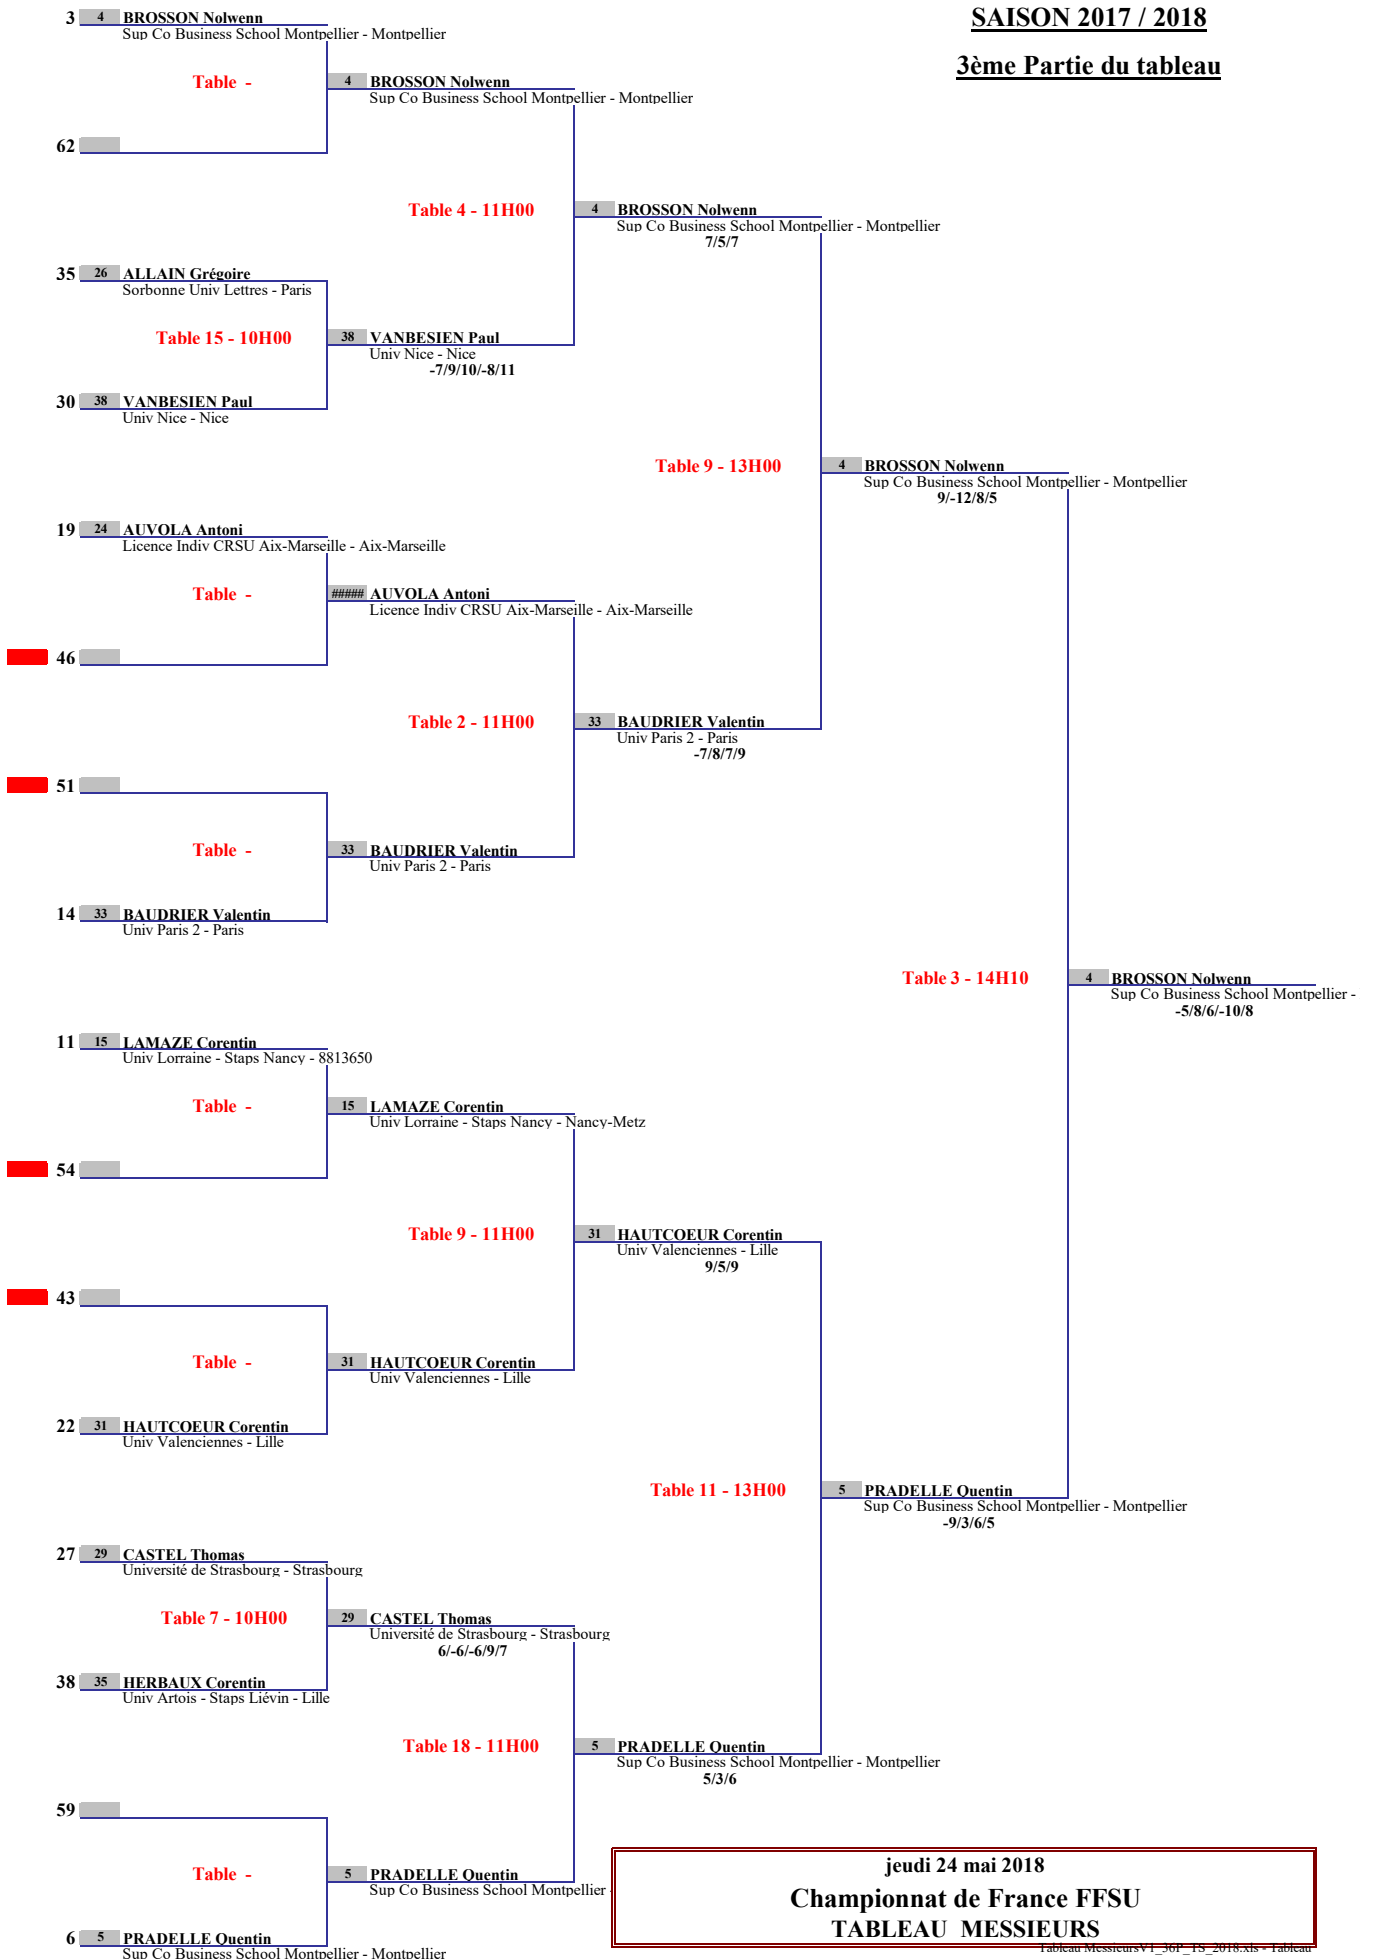 SAISON 2017 / 2018
3ème Partie du tableau
3 4 BROSSON Nolwenn
Sup Co Business School Montpellier - Montpellier
Table -
4 BROSSON Nolwenn
Sup Co Business School Montpellier - Montpellier
62
Table 4 - 11H00
4 BROSSON Nolwenn
Sup Co Business School Montpellier - Montpellier
7/5/7
35 26 ALLAIN Grégoire
Sorbonne Univ Lettres - Paris
Table 15 - 10H00
38 VANBESIEN Paul
Univ Nice - Nice
-7/9/10/-8/11
30 38 VANBESIEN Paul
Univ Nice - Nice
Table 9 - 13H00
4 BROSSON Nolwenn
Sup Co Business School Montpellier - Montpellier
9/-12/8/5
19 24 AUVOLA Antoni
Licence Indiv CRSU Aix-Marseille - Aix-Marseille
Table -
##### AUVOLA Antoni
Licence Indiv CRSU Aix-Marseille - Aix-Marseille
46
Table 2 - 11H00
33 BAUDRIER Valentin
Univ Paris 2 - Paris
-7/8/7/9
51
Table -
33 BAUDRIER Valentin
Univ Paris 2 - Paris
14 33 BAUDRIER Valentin
Univ Paris 2 - Paris
Table 3 - 14H10
4 BROSSON Nolwenn
Sup Co Business School Montpellier -
-5/8/6/-10/8
11 15 LAMAZE Corentin
Univ Lorraine - Staps Nancy - 8813650
Table -
15 LAMAZE Corentin
Univ Lorraine - Staps Nancy - Nancy-Metz
54
Table 9 - 11H00
31 HAUTCOEUR Corentin
Univ Valenciennes - Lille
9/5/9
43
Table -
31 HAUTCOEUR Corentin
Univ Valenciennes - Lille
22 31 HAUTCOEUR Corentin
Univ Valenciennes - Lille
Table 11 - 13H00
5 PRADELLE Quentin
Sup Co Business School Montpellier - Montpellier
-9/3/6/5
27 29 CASTEL Thomas
Université de Strasbourg - Strasbourg
Table 7 - 10H00
29 CASTEL Thomas
Université de Strasbourg - Strasbourg
6/-6/-6/9/7
38 35 HERBAUX Corentin
Univ Artois - Staps Liévin - Lille
Table 18 - 11H00
5 PRADELLE Quentin
Sup Co Business School Montpellier - Montpellier
5/3/6
59
Table -
5 PRADELLE Quentin
Sup Co Business School Montpellier -
6 5 PRADELLE Quentin
Sup Co Business School Montpellier - Montpellier
jeudi 24 mai 2018
Championnat de France FFSU
TABLEAU MESSIEURS
Tableau MessieursV1_36P_TS_2018.xls - Tableau